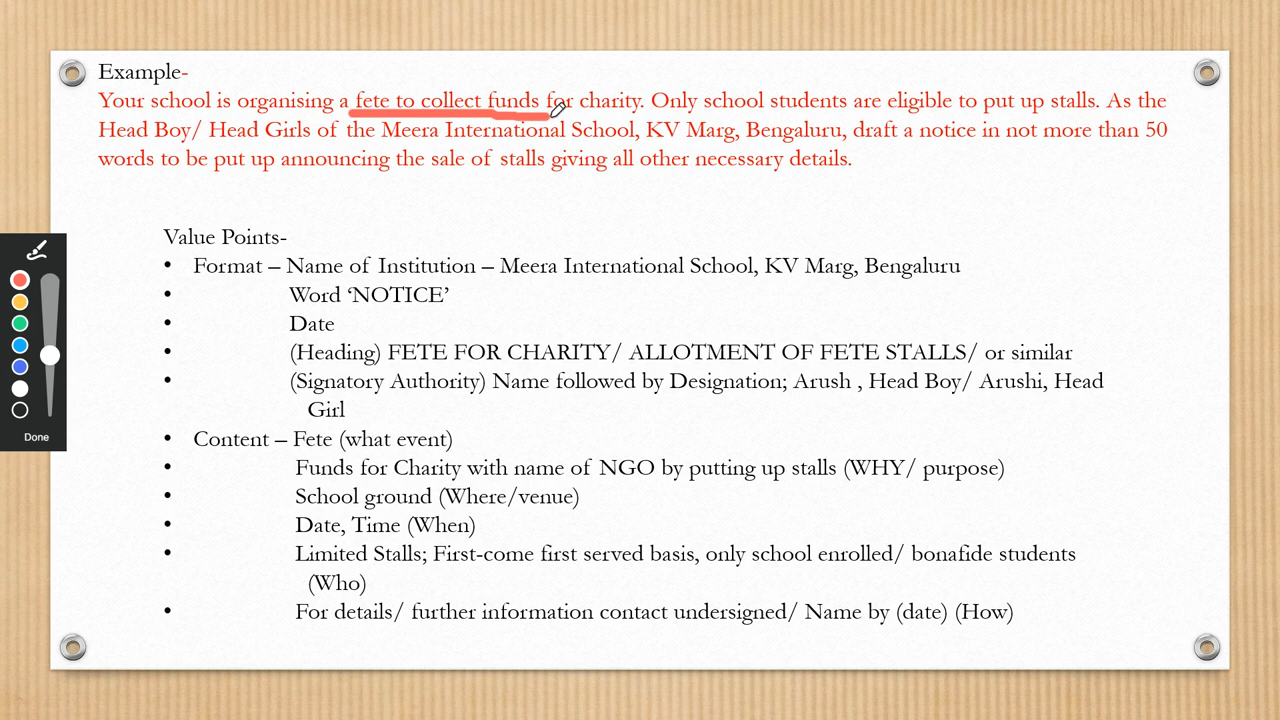 Example-
Your school is organising a fete to collect funds for charity. Only school students are eligible to put up stalls. As the
Head Boy/ Head Girls of the Meera International School, KV Marg, Bengaluru, draft a notice in not more than 50
words to be put up announcing the sale of stalls giving all other necessary details.
Value Points-
• Format – Name of Institution – Meera International School, KV Marg, Bengaluru
• Word ‘NOTICE’
• Date
• (Heading) FETE FOR CHARITY/ ALLOTMENT OF FETE STALLS/ or similar
• (Signatory Authority) Name followed by Designation; Arush , Head Boy/ Arushi, Head
Girl
• Content – Fete (what event)
• Funds for Charity with name of NGO by putting up stalls (WHY/ purpose)
• School ground (Where/venue)
• Date, Time (When)
• Limited Stalls; First-come first served basis, only school enrolled/ bonafide students
(Who)
• For details/ further information contact undersigned/ Name by (date) (How)
Done